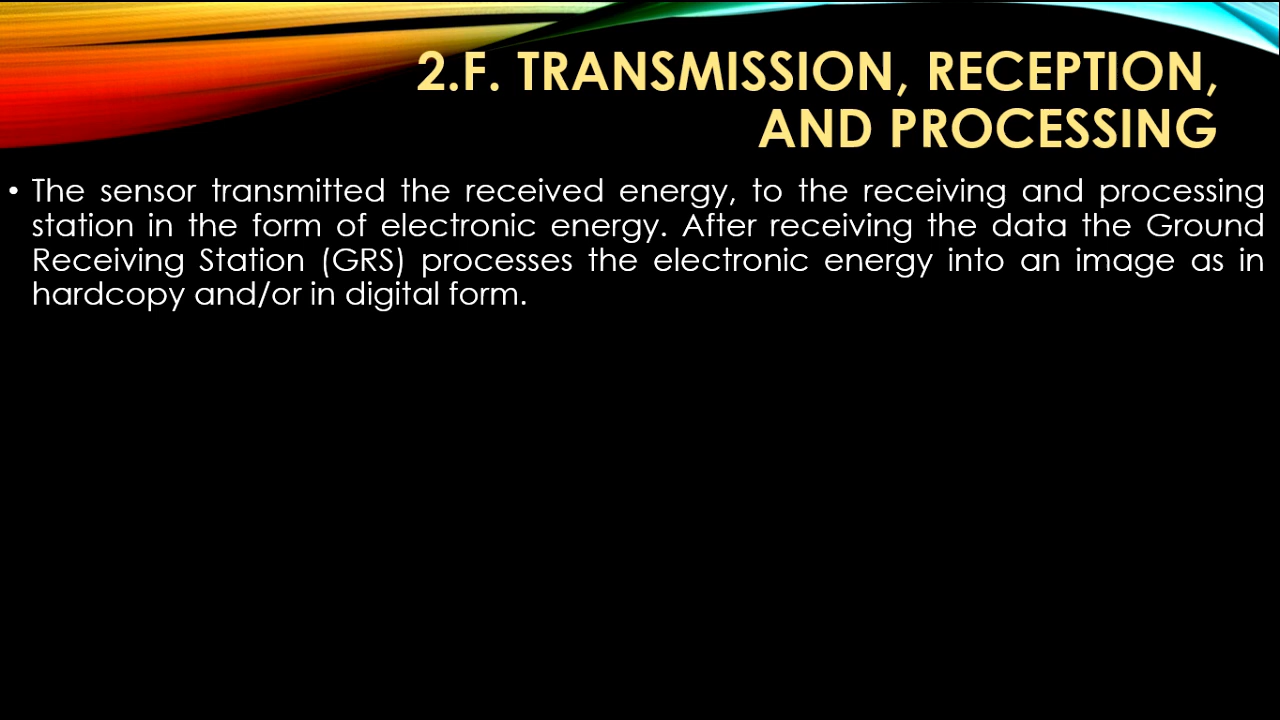 2.F. TRANSMISSION, RECEPTION,
AND PROCESSING
• The sensor transmitted the received energy, to the receiving and processing
station in the form of electronic energy. After receiving the data the Ground
Receiving Station (GRS) processes the electronic energy into an image as in
hardcopy and/or in digital form.